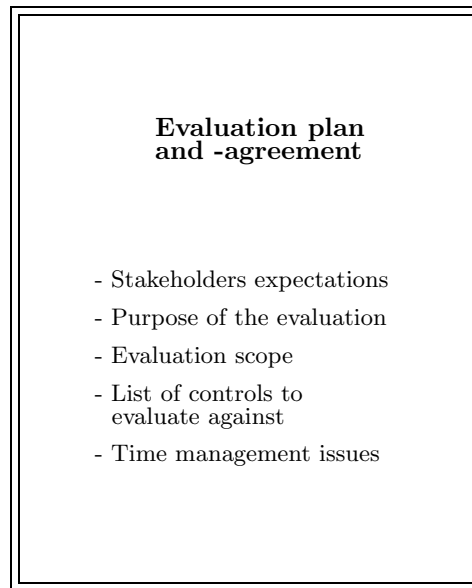 Evaluation plan
and -agreement
- Stakeholders expectations
- Purpose of the evaluation
- Evaluation scope
- List of controls to
evaluate against
- Time management issues